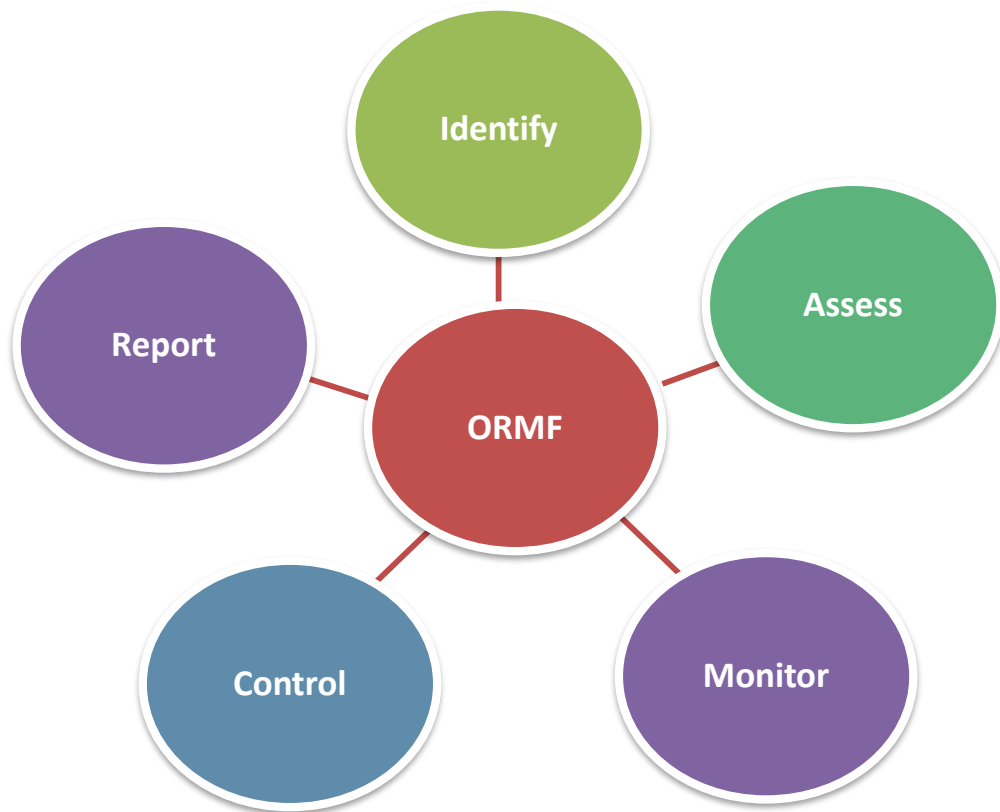 Identify
Assess
Report
ORMF
Monitor
Control